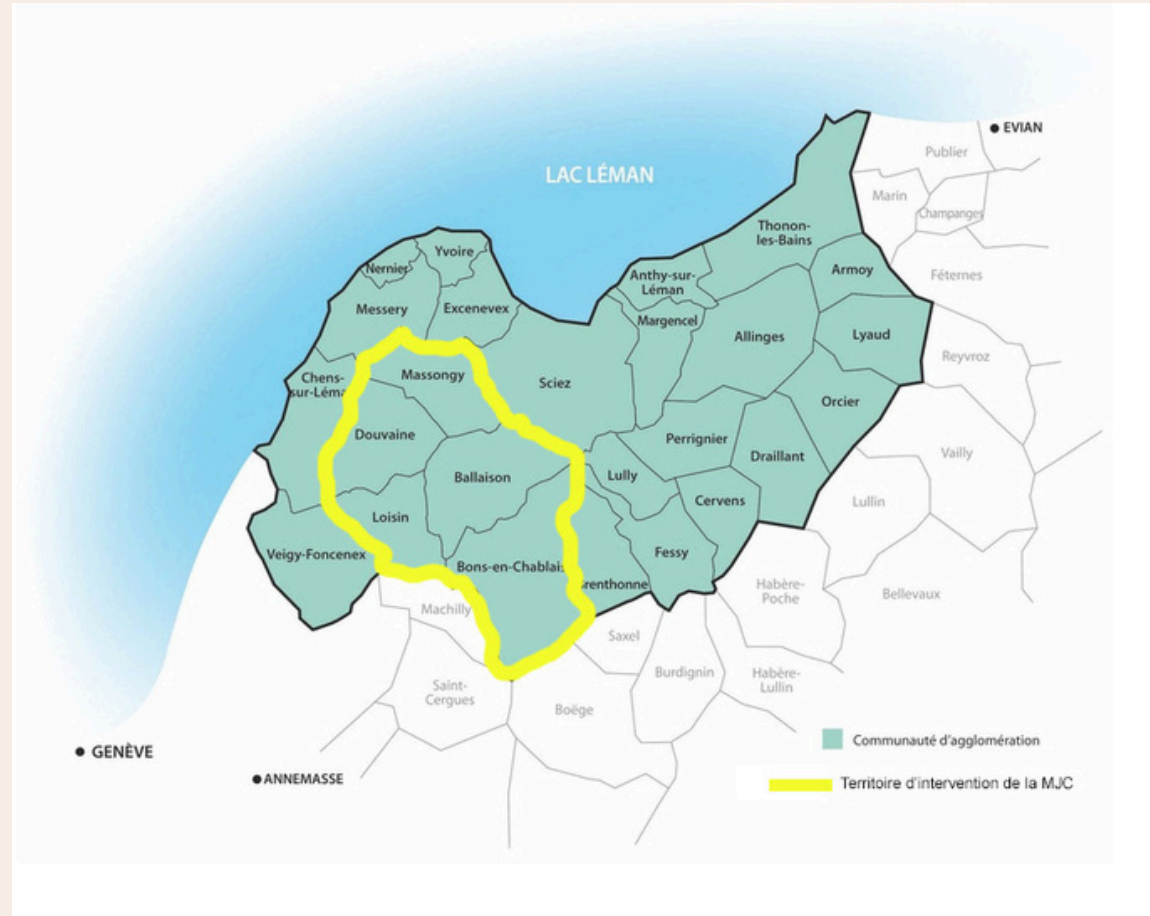 EVIAN
Publier
LAC LÉMAN
Marin
Champanges
Thonon-
les-Bains
Yvoire
Nernier
Anthy-sur-
Léman
Armoy
Féternes
Messery
Excenevex
Margencel
Allinges
Lyaud
Reyvroz
Chens-
sur-Léma
Massongy
Sciez
Orcier
Douvaine
Perrignier
Draillant
Vailly
Ballaison
Lully
Cervens
Lullin
Loisin
Veigy-Foncenex
Bons-en-Chablai
Fessy
renthonne
Habère-
Poche
Bellevaux
Machilly
Saxel
Burdignin
Habère-
Lullin
Saint-
Cergues
Boëge
GENÈVE
ANNEMASSE
Communauté d'agglomération
Territoire d'intervention de la MJC